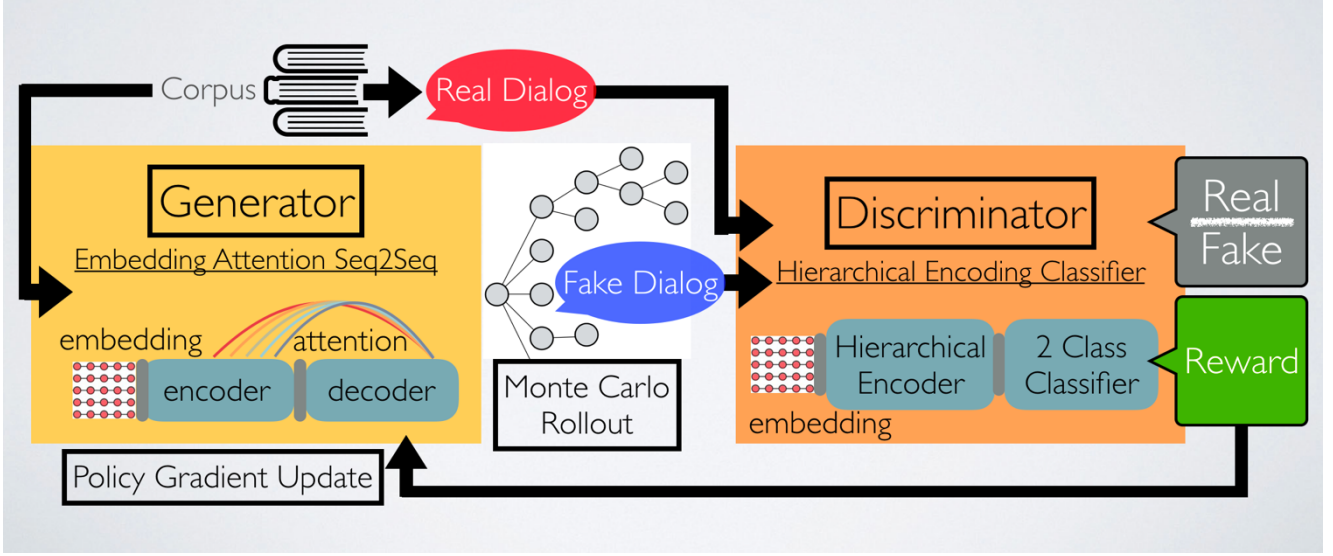 Corpus
Real Dialog
Generator
Embedding Attention Seq2Seq
embedding
attention
encoder
decoder
Policy Gradient Update
Fake Dialog
Monte Carlo
Rollout
Discriminator
Hierarchical Encoding Classifier
Hierarchical
Encoder
2 Class
Classifier
embedding
Real
Fake
Reward